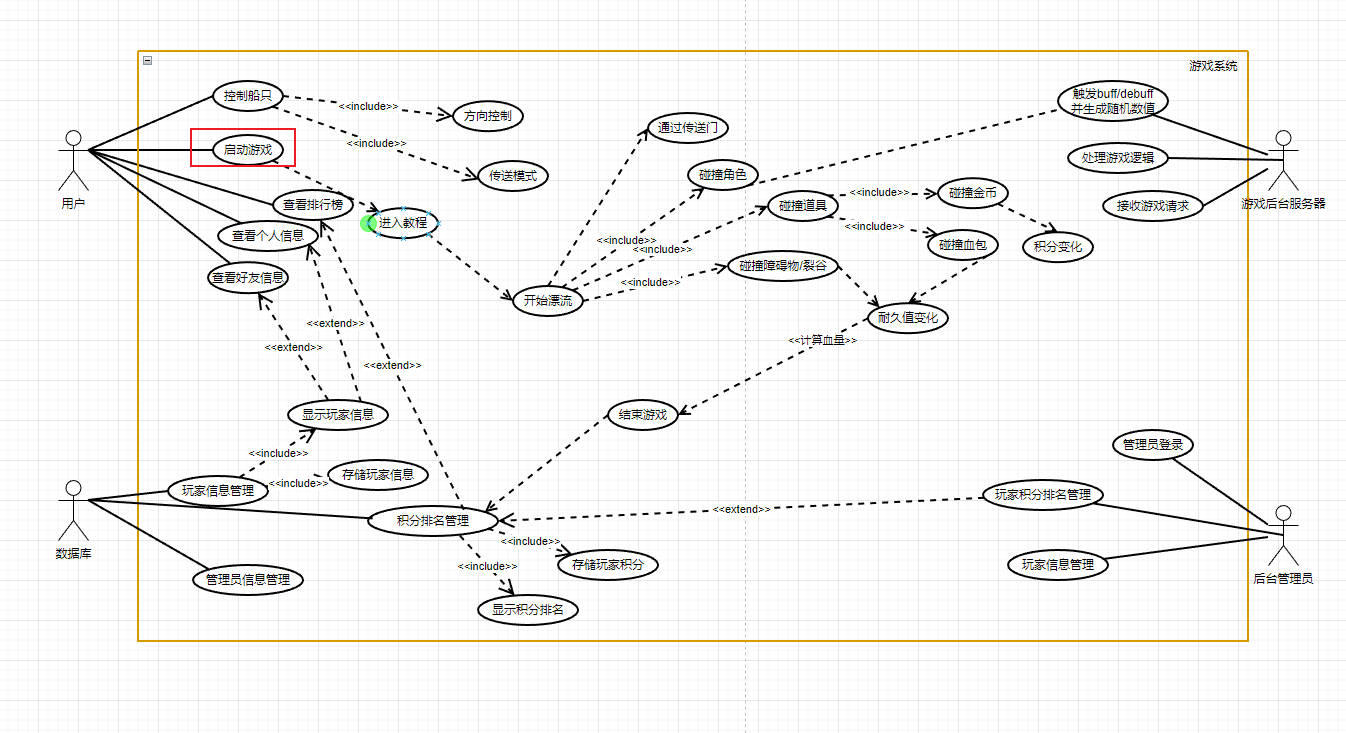 游戏系统
控制船只
<<include>>
方向控制
<<include>>
启动游戏
传送模式
用户
查看排行榜
进入教程
查看个人信息
查看好友信息
通过传送门
碰撞角色
触发buff/debuff
并生成随机数值
处理游戏逻辑
接收游戏请求
游戏后台服务器
碰撞道具
<<include>>
碰撞金币
<<include>>
碰撞血包
积分变化
<<include>>
<<include>>
<<include>>
碰撞障碍物/裂谷
开始漂流
耐久值变化
<<计算血量>>
<<extend>>
<<extend>>
<<extend>>
显示玩家信息
结束游戏
<<include>>
<<include>>
存储玩家信息
玩家信息管理
数据库
积分排名管理
管理员信息管理
<<include>>
存储玩家积分
<<include>>
显示积分排名
<<extend>>
管理员登录
玩家积分排名管理
玩家信息管理
后台管理员